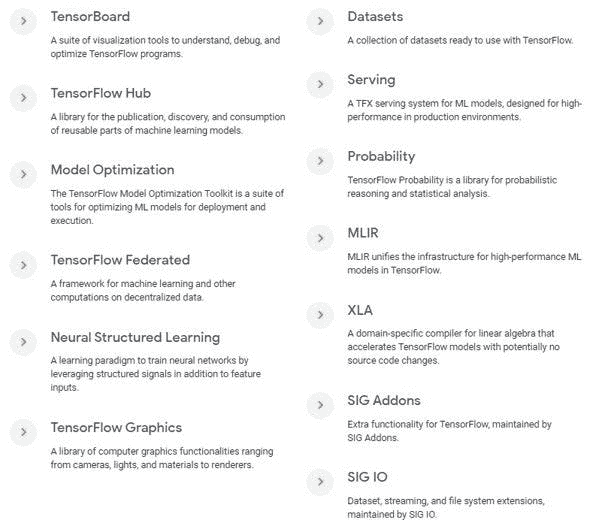 TensorBoard
A suite of visualization tools to understand, debug, and
optimize TensorFlow programs.
TensorFlow Hub
A library for the publication, discovery, and consumption
of reusable parts of machine learning models.
Model Optimization
The TensorFlow Model Optimization Toolkit is a suite of
tools for optimizing ML models for deployment and
execution.
TensorFlow Federated
A framework for machine learning and other
computations on decentralized data.
Neural Structured Learning
A learning paradigm to train neural networks by
leveraging structured signals in addition to feature
inputs.
TensorFlow Graphics
A library of computer graphics functionalities ranging
from cameras, lights, and materials to renderers.
Datasets
A collection of datasets ready to use with TensorFlow.
Serving
A TFX serving system for ML models, designed for high-
performance in production environments.
Probability
TensorFlow Probability is a library for probabilistic
reasoning and statistical analysis.
MLIR
MLIR unifies the infrastructure for high-performance ML
models in TensorFlow.
XLA
A domain-specific compiler for linear algebra that
accelerates TensorFlow models with potentially no
source code changes.
SIG Addons
Extra functionality for TensorFlow, maintained by
SIG Addons.
SIG IO
Dataset, streaming, and file system extensions,
maintained by SIG IO.